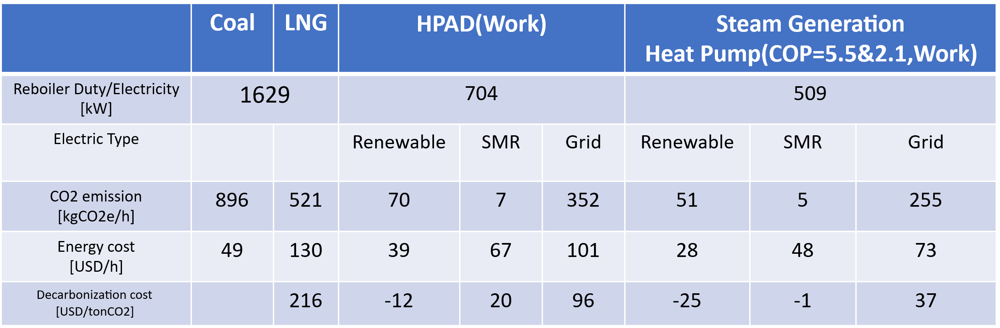 Coal LNG HPAD(Work) Steam Generation
Heat Pump(COP=5.5&2.1,Work)
Reboiler Duty/Electricity
[kW]
1629 704 509
Electric Type Renewable SMR Grid Renewable SMR Grid
CO2 emission
[kgCO2e/h]
896 521 70 7 352 51 5 255
Energy cost
[USD/h]
49 130 39 67 101 28 48 73
Decarbonization cost
[USD/tonCO2]
216 -12 20 96 -25 -1 37